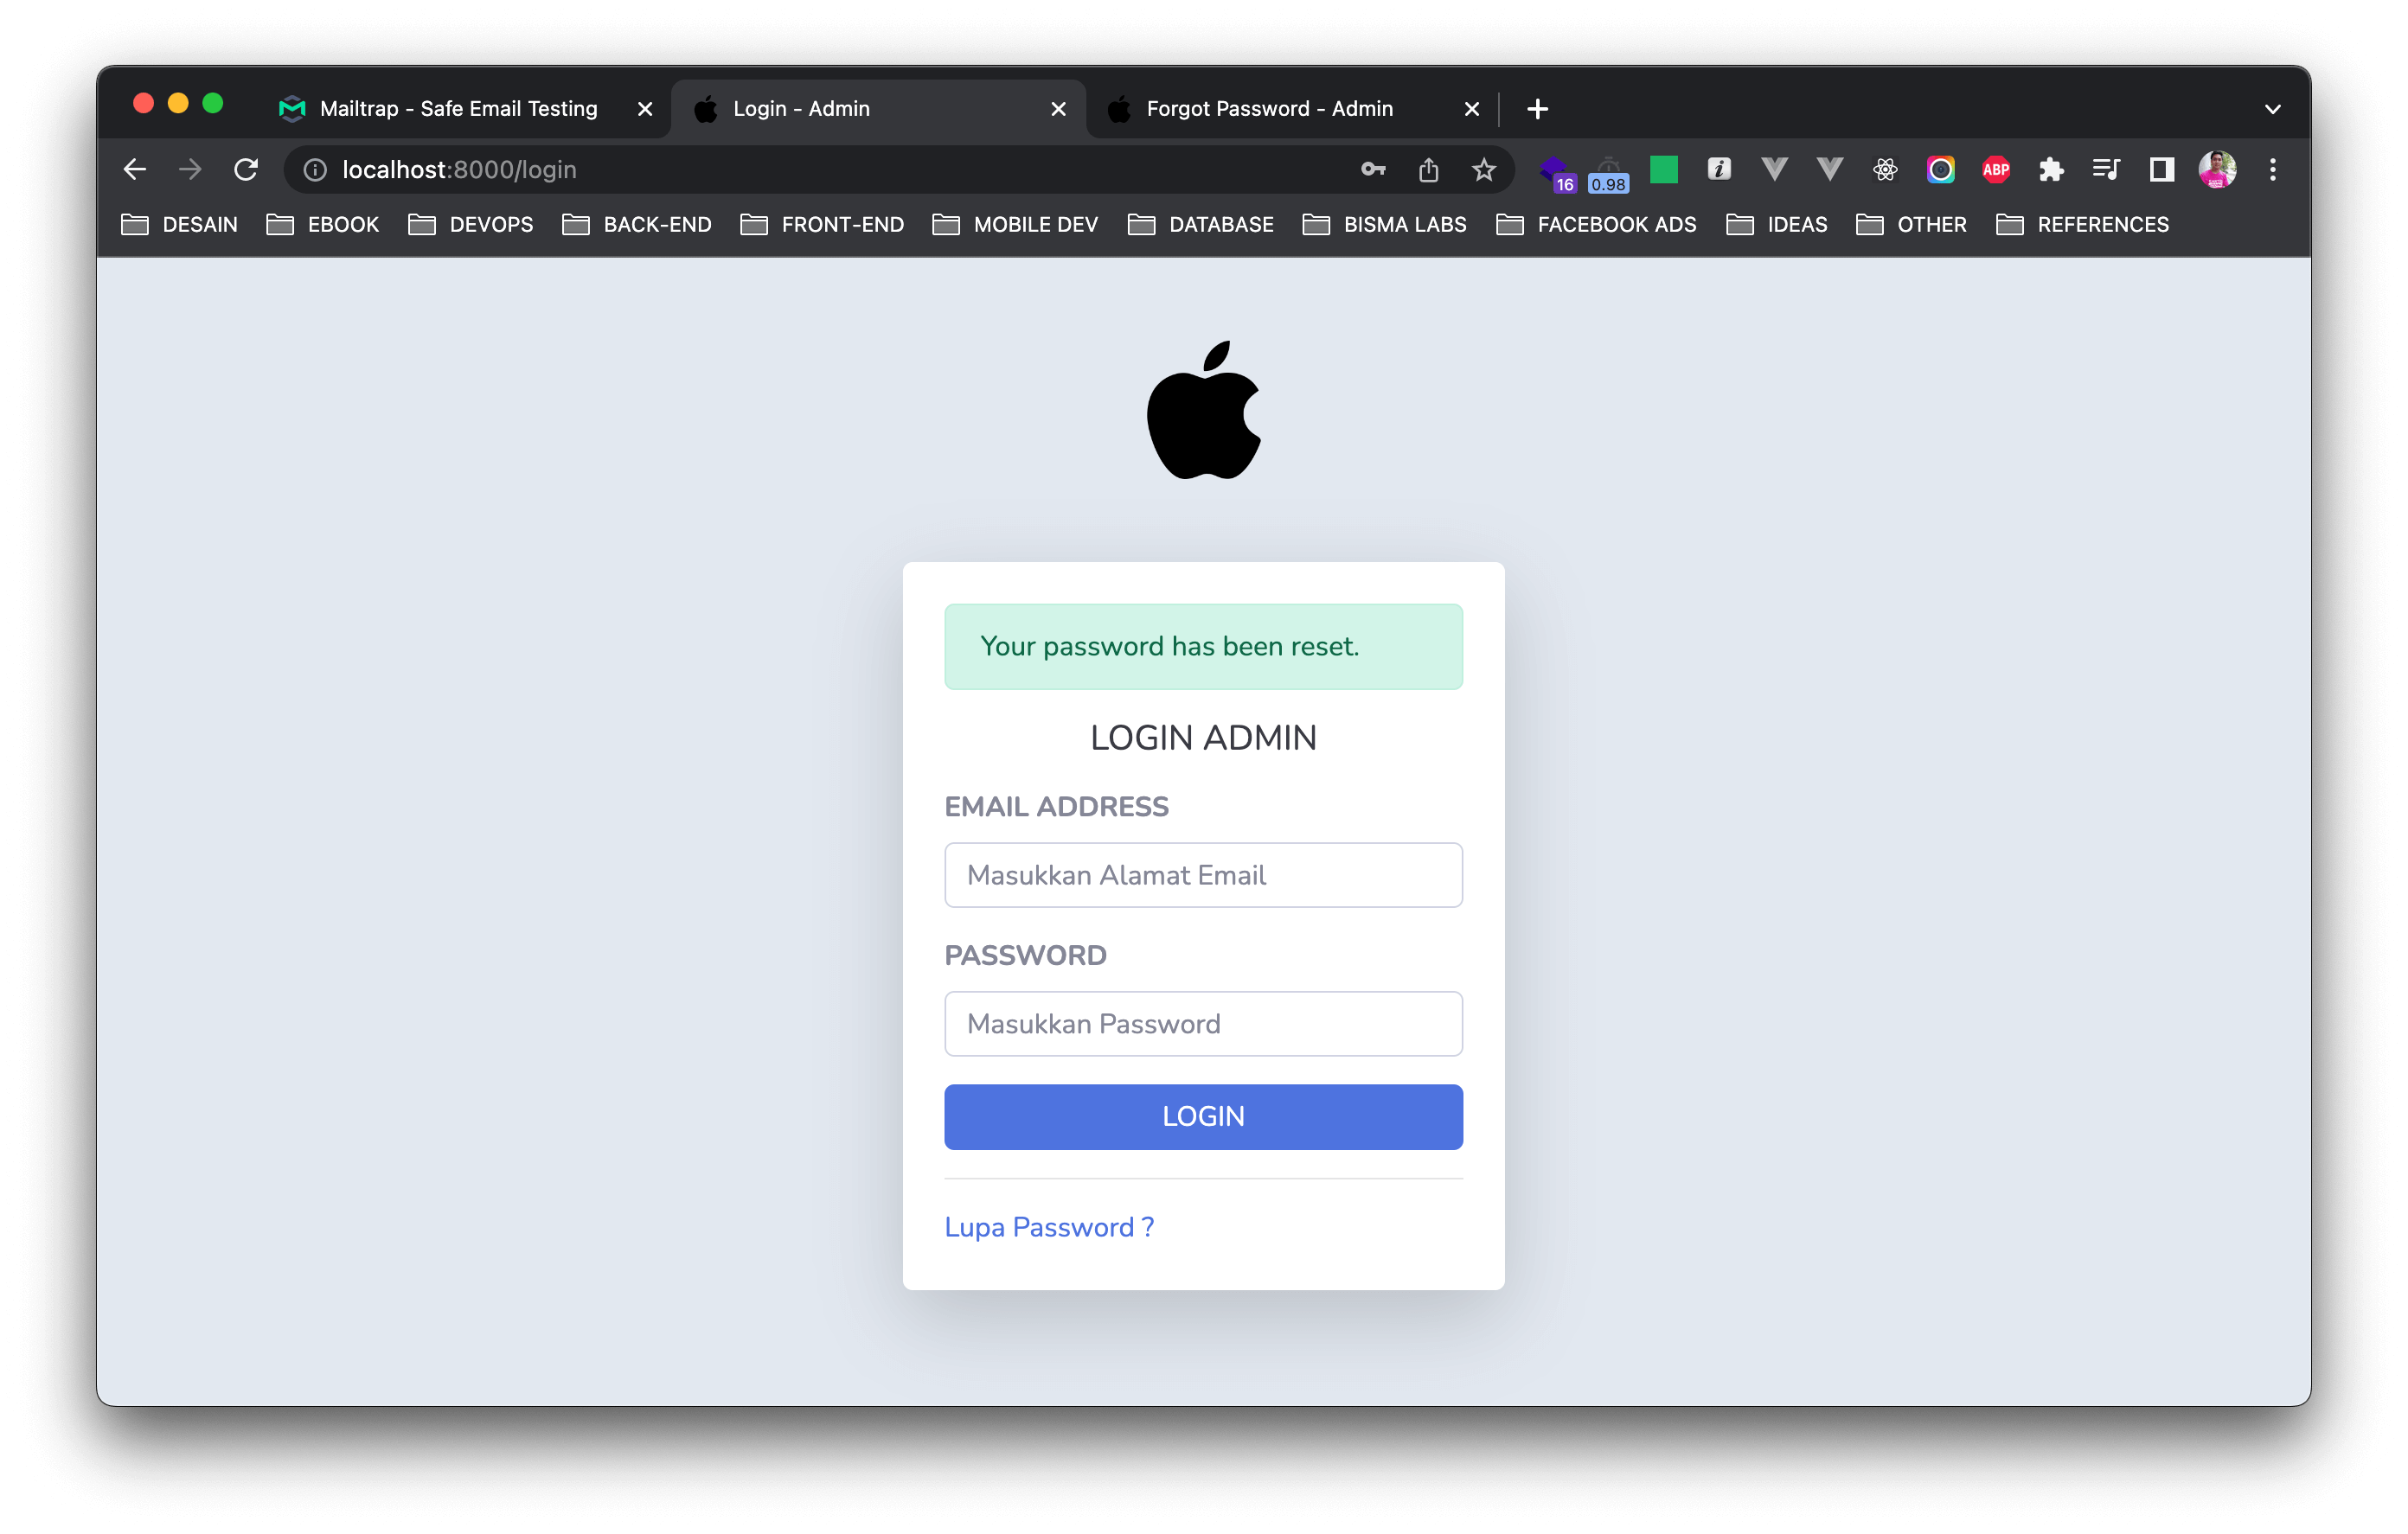 Mailtrap - Safe Email Testing
Login - Admin
Forgot Password - Admin
localhost:8000/login
16
0.98
i
ABP
DESAIN
EBOOK
DEVOPS
BACK-END
FRONT-END
MOBILE DEV
DATABASE
BISMA LABS
FACEBOOK ADS
IDEAS
OTHER
REFERENCES
Your password has been reset.
LOGIN ADMIN
EMAIL ADDRESS
Masukkan Alamat Email
PASSWORD
Masukkan Password
LOGIN
Lupa Password ?